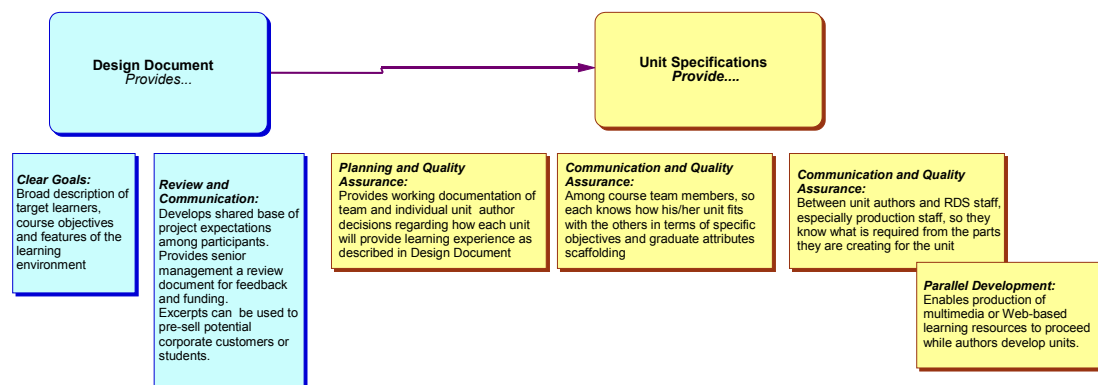 Design Document
Provides...
Unit Specifications
Provide....
Clear Goals:
Broad description of
target learners,
course objectives
and features of the
learning
environment
Review and
Communication:
Develops shared base of
project expectations
among participants.
Provides senior
management a review
document for feedback
and funding.
Excerpts can be used to
pre-sell potential
corporate customers or
students.
Planning and Quality
Assurance:
Provides working documentation of
team and individual unit author
decisions regarding how each unit
will provide learning experience as
described in Design Document
Communication and Quality
Assurance:
Among course team members, so
each knows how his/her unit fits
with the others in terms of specific
objectives and graduate attributes
scaffolding
Communication and Quality
Assurance:
Between unit authors and RDS staff,
especially production staff, so they
know what is required from the parts
they are creating for the unit
Parallel Development:
Enables production of
multimedia or Web-based
learning resources to proceed
while authors develop units.